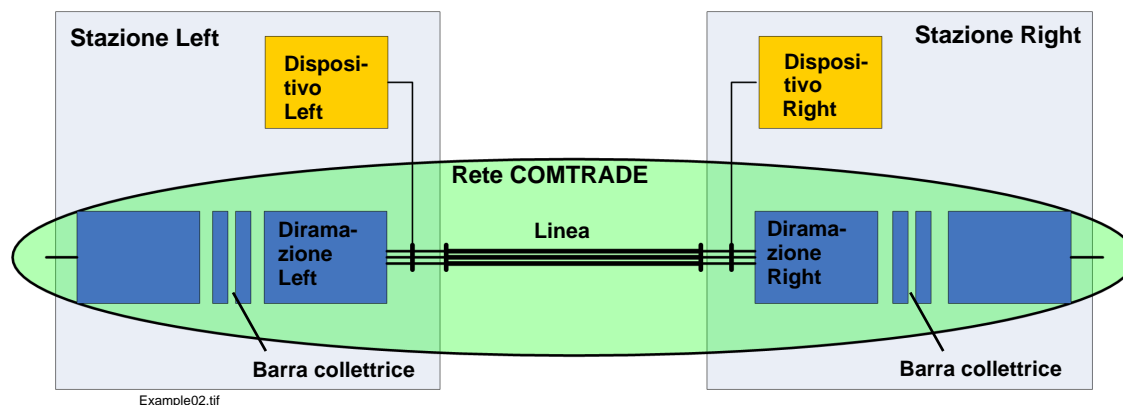 Stazione Left
Stazione Right
Disposi-
tivo
Left
Disposi-
tivo
Right
Rete COMTRADE
Dirama-
zione
Left
Linea
Dirama-
zione
Right
Barra collettrice
Barra collettrice
Example02.tif